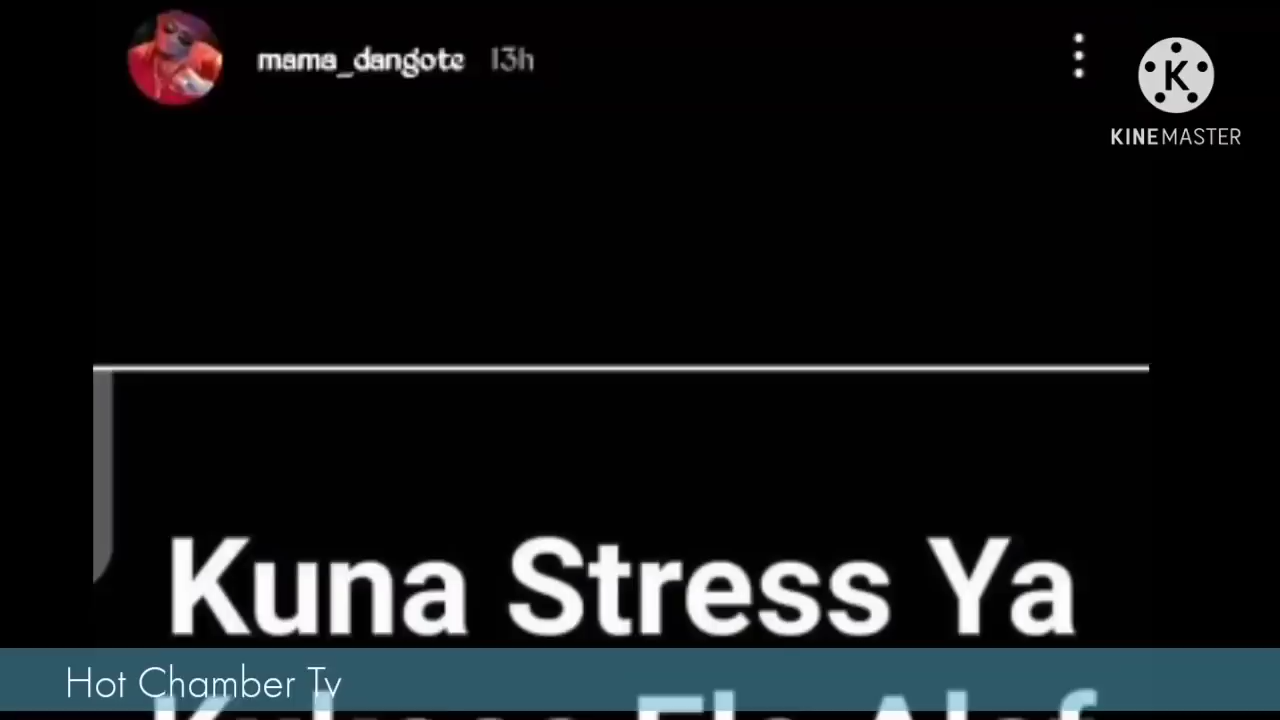 mama_dangote 13h
K
KINEMASTER
Kuna Stress Ya
Hot Chamber Tv